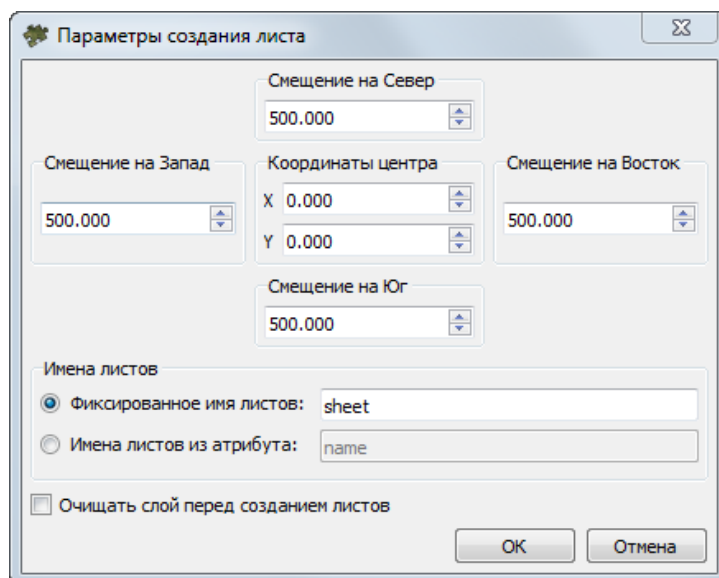 Параметры создания листа
Смещение на Север
500.000
Смещение на Запад
500.000
Координаты центра
X 0.000
Y 0.000
Смещение на Восток
500.000
Смещение на Юг
500.000
Имена листов
Фиксированное имя листов: sheet
Имена листов из атрибута: name
Очищать слой перед созданием листов
OK Отмена